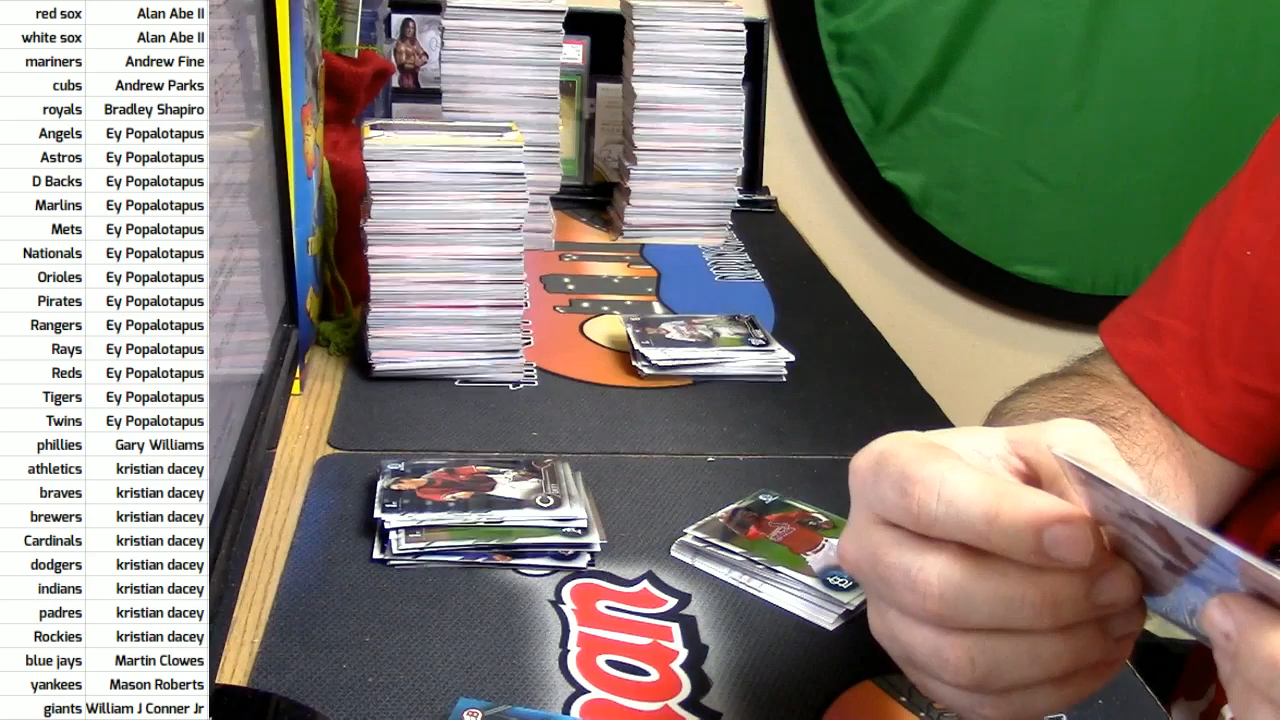 red sox Alan Abe II
white sox Alan Abe II
mariners Andrew Fine
cubs Andrew Parks
royals Bradley Shapiro
Angels Ey Popalotapus
Astros Ey Popalotapus
D Backs Ey Popalotapus
Marlins Ey Popalotapus
Mets Ey Popalotapus
Nationals Ey Popalotapus
Orioles Ey Popalotapus
Pirates Ey Popalotapus
Rangers Ey Popalotapus
Rays Ey Popalotapus
Reds Ey Popalotapus
Tigers Ey Popalotapus
Twins Ey Popalotapus
phillies Gary Williams
athletics kristian dacey
braves kristian dacey
brewers kristian dacey
Cardinals kristian dacey
dodgers kristian dacey
indians kristian dacey
padres kristian dacey
Rockies kristian dacey
blue jays Martin Clowes
yankees Mason Roberts
giants William J Conner Jr